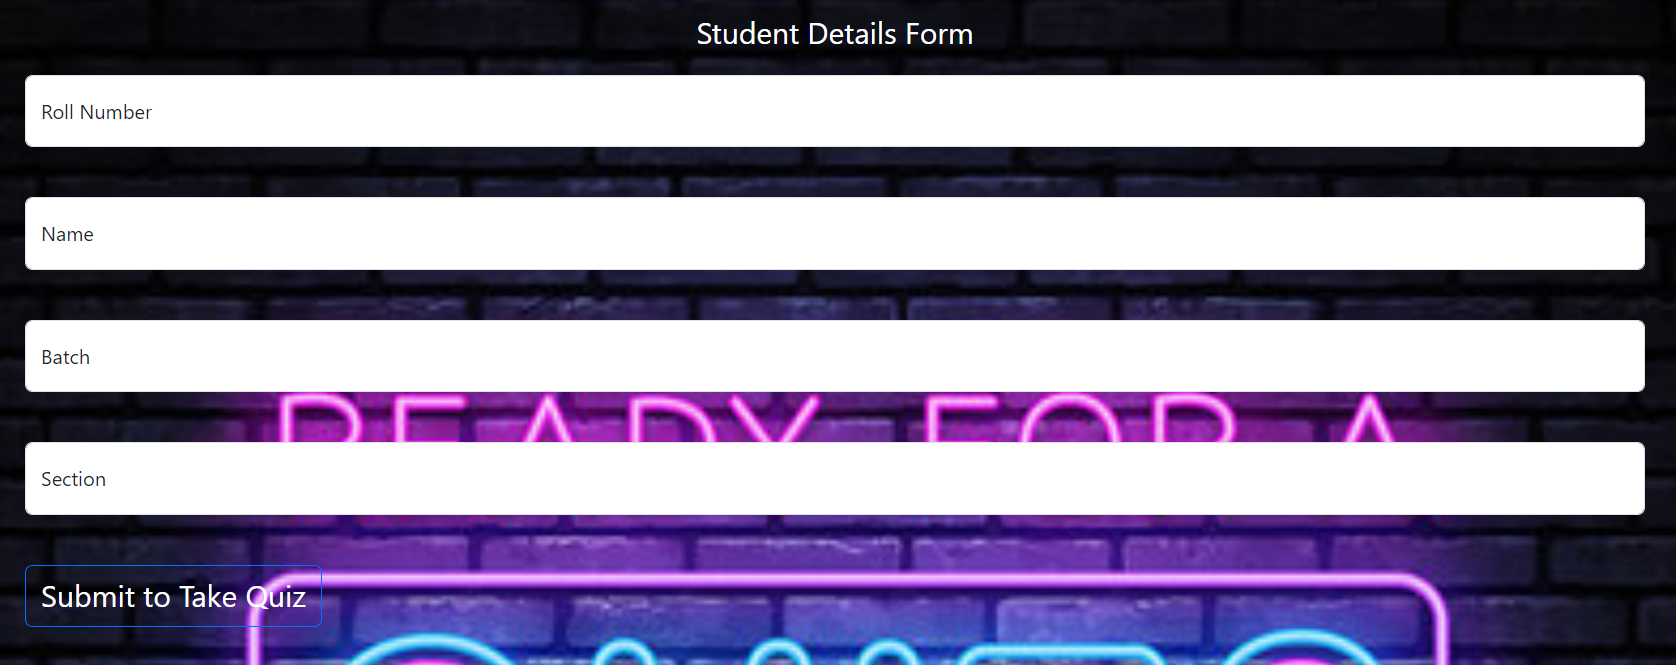 Student Details Form
Roll Number
Name
Batch
READY FOR A
Section
Submit to Take Quiz